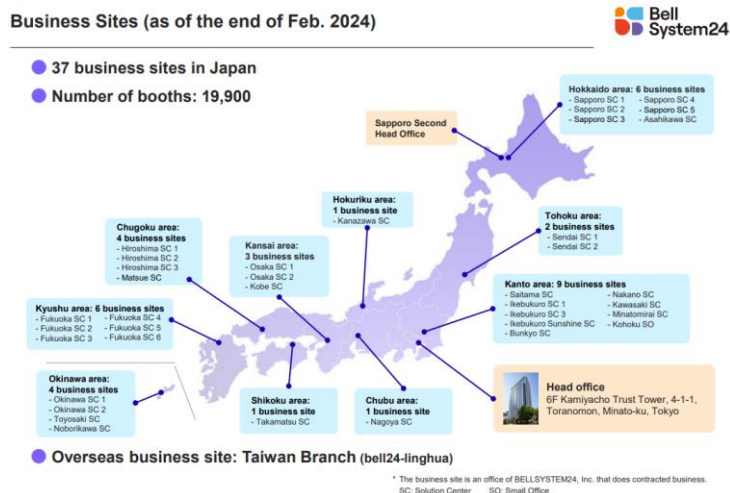 Business Sites (as of the end of Feb. 2024)
Bell
System24
37 business sites in Japan
Number of booths: 19,900
Hokkaido area: 6 business sites
- Sapporo SC 1 - Sapporo SC 4
- Sapporo SC 2 - Sapporo SC 5
- Sapporo SC 3 - Asahikawa SC
Sapporo Second
Head Office
Hokuriku area:
1 business site
- Kanazawa SC
Tohoku area:
2 business sites
- Sendai SC 1
- Sendai SC 2
Chugoku area:
4 business sites
- Hiroshima SC 1
- Hiroshima SC 2
- Hiroshima SC 3
- Matsue SC
Kansai area:
3 business sites
- Osaka SC 1
- Osaka SC 2
- Kobe SC
Kanto area: 9 business sites
- Saitama SC - Nakano SC
- Ikebukuro SC 1 - Kawasaki SC
- Ikebukuro SC 3 - Minatomirai SC
- Ikebukuro Sunshine SC - Kohoku SO
- Bunkyo SC
Kyushu area: 6 business sites
- Fukuoka SC 1 - Fukuoka SC 4
- Fukuoka SC 2 - Fukuoka SC 5
- Fukuoka SC 3 - Fukuoka SC 6
Okinawa area:
4 business sites
- Okinawa SC 1
- Okinawa SC 2
- Toyosaki SC
- Noborikawa SC
Shikoku area:
1 business site
- Takamatsu SC
Chubu area:
1 business site
- Nagoya SC
Head office
6F Kamiyacho Trust Tower, 4-1-1,
Toranomon, Minato-ku, Tokyo
Overseas business site: Taiwan Branch (bell24-linghua)
* The business site is an office of BELLSYSTEM24, Inc. that does contracted business.
SC: Solution Center SO: Small Office